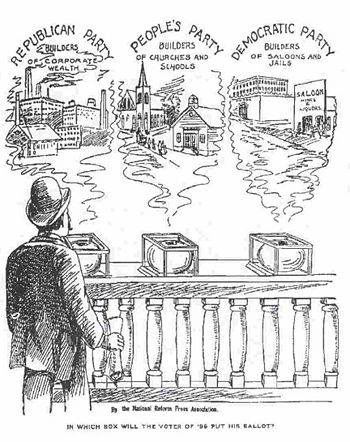 REPUBLICAN PARTY
BUILDERS
OF CORPORATE
WEALTH
PEOPLE'S PARTY
BUILDERS
OF CHURCHES AND
SCHOOLS
DEMOCRATIC PARTY
BUILDERS
OF SALOONS AND
JAILS
SALOON
WINES
&
LIQUORS
By the National Reform Press Association.
IN WHICH BOX WILL THE VOTER OF '96 PUT HIS BALLOT?